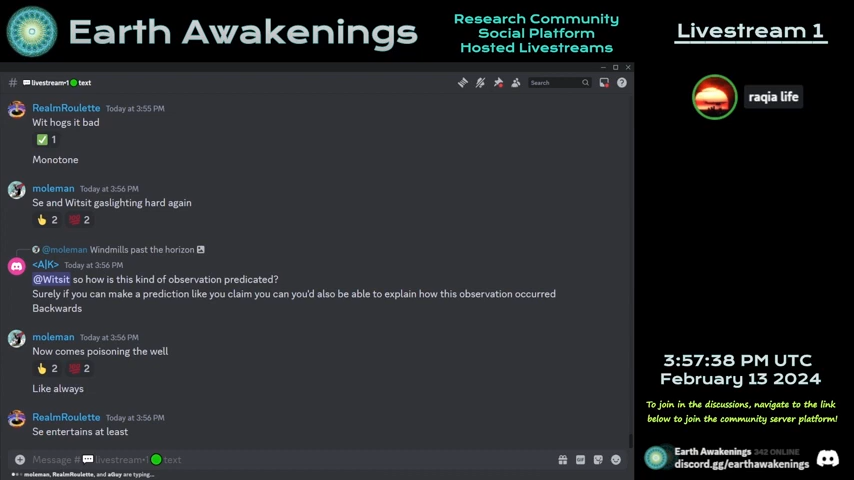 Earth Awakenings
Research Community
Social Platform
Hosted Livestreams
Livestream 1
# livestream-1 text
Search
RealmRoulette Today at 3:55 PM
Wit hogs it bad
1
Monotone
moleman Today at 3:56 PM
Se and Witsit gaslighting hard again
2 2
@moleman Windmills past the horizon
<A|K> Today at 3:56 PM
@Witsit so how is this kind of observation predicated?
Surely if you can make a prediction like you claim you can you'd also be able to explain how this observation occurred
Backwards
moleman Today at 3:56 PM
Now comes poisoning the well
2 2
Like always
RealmRoulette Today at 3:56 PM
Se entertains at least
Message # livestream-1 text
GIF
moleman, RealmRoulette, and aGuy are typing...
raqia life
3:57:38 PM UTC
February 13 2024
To join in the discussions, navigate to the link
below to join the community server platform!
Earth Awakenings 342 ONLINE
discord.gg/earthawakenings